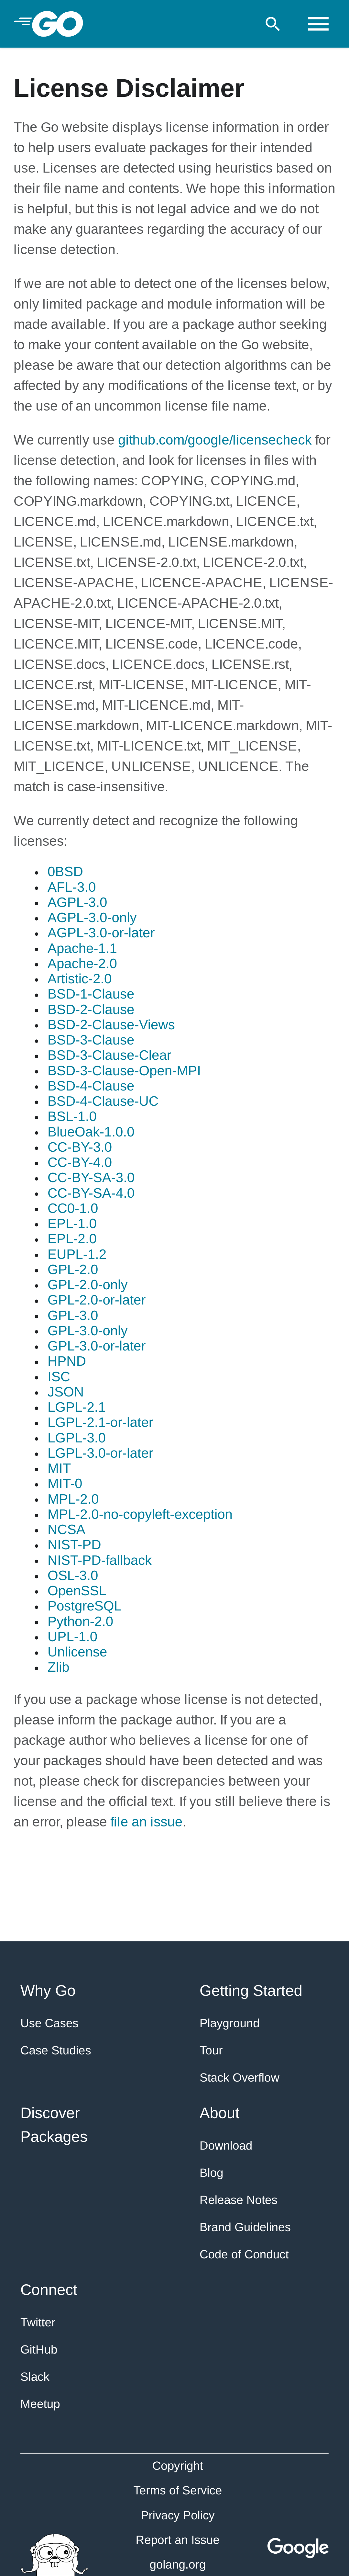 GO
License Disclaimer
The Go website displays license information in order
to help users evaluate packages for their intended
use. Licenses are detected using heuristics based on
their file name and contents. We hope this information
is helpful, but this is not legal advice and we do not
make any guarantees regarding the accuracy of our
license detection.
If we are not able to detect one of the licenses below,
only limited package and module information will be
made available. If you are a package author seeking
to make your content available on the Go website,
please be aware that our detection algorithms can be
affected by any modifications of the license text, or by
the use of an uncommon license file name.
We currently use github.com/google/licensecheck for
license detection, and look for licenses in files with
the following names: COPYING, COPYING.md,
COPYING.markdown, COPYING.txt, LICENCE,
LICENCE.md, LICENCE.markdown, LICENCE.txt,
LICENSE, LICENSE.md, LICENSE.markdown,
LICENSE.txt, LICENSE-2.0.txt, LICENCE-2.0.txt,
LICENSE-APACHE, LICENCE-APACHE, LICENSE-
APACHE-2.0.txt, LICENCE-APACHE-2.0.txt,
LICENSE-MIT, LICENCE-MIT, LICENSE.MIT,
LICENCE.MIT, LICENSE.code, LICENCE.code,
LICENSE.docs, LICENCE.docs, LICENSE.rst,
LICENCE.rst, MIT-LICENSE, MIT-LICENCE, MIT-
LICENSE.md, MIT-LICENCE.md, MIT-
LICENSE.markdown, MIT-LICENCE.markdown, MIT-
LICENSE.txt, MIT-LICENCE.txt, MIT_LICENSE,
MIT_LICENCE, UNLICENSE, UNLICENCE. The
match is case-insensitive.
We currently detect and recognize the following
licenses:
0BSD
AFL-3.0
AGPL-3.0
AGPL-3.0-only
AGPL-3.0-or-later
Apache-1.1
Apache-2.0
Artistic-2.0
BSD-1-Clause
BSD-2-Clause
BSD-2-Clause-Views
BSD-3-Clause
BSD-3-Clause-Clear
BSD-3-Clause-Open-MPI
BSD-4-Clause
BSD-4-Clause-UC
BSL-1.0
BlueOak-1.0.0
CC-BY-3.0
CC-BY-4.0
CC-BY-SA-3.0
CC-BY-SA-4.0
CC0-1.0
EPL-1.0
EPL-2.0
EUPL-1.2
GPL-2.0
GPL-2.0-only
GPL-2.0-or-later
GPL-3.0
GPL-3.0-only
GPL-3.0-or-later
HPND
ISC
JSON
LGPL-2.1
LGPL-2.1-or-later
LGPL-3.0
LGPL-3.0-or-later
MIT
MIT-0
MPL-2.0
MPL-2.0-no-copyleft-exception
NCSA
NIST-PD
NIST-PD-fallback
OSL-3.0
OpenSSL
PostgreSQL
Python-2.0
UPL-1.0
Unlicense
Zlib
If you use a package whose license is not detected,
please inform the package author. If you are a
package author who believes a license for one of
your packages should have been detected and was
not, please check for discrepancies between your
license and the official text. If you still believe there is
an error, please file an issue.
Why Go
Use Cases
Case Studies
Getting Started
Playground
Tour
Stack Overflow
Discover
Packages
About
Download
Blog
Release Notes
Brand Guidelines
Code of Conduct
Connect
Twitter
GitHub
Slack
Meetup
Copyright
Terms of Service
Privacy Policy
Report an Issue
golang.org
Google